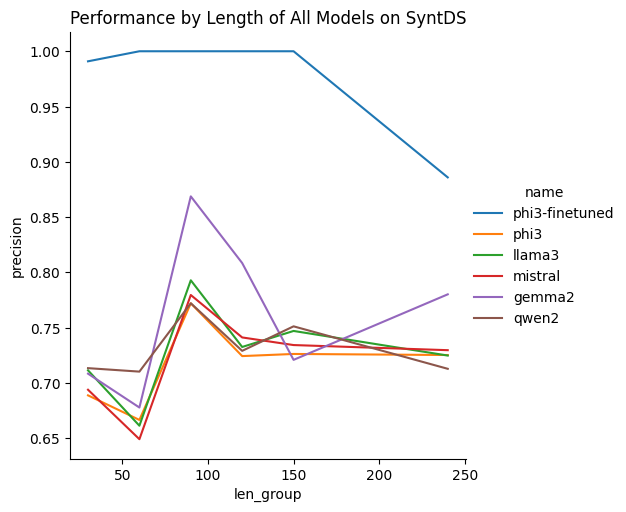 Performance by Length of All Models on SyntDS
1.00
0.95
0.90
0.85
0.80
0.75
0.70
0.65
precision
50
100
150
200
250
len_group
name
phi3-finetuned
phi3
llama3
mistral
gemma2
qwen2